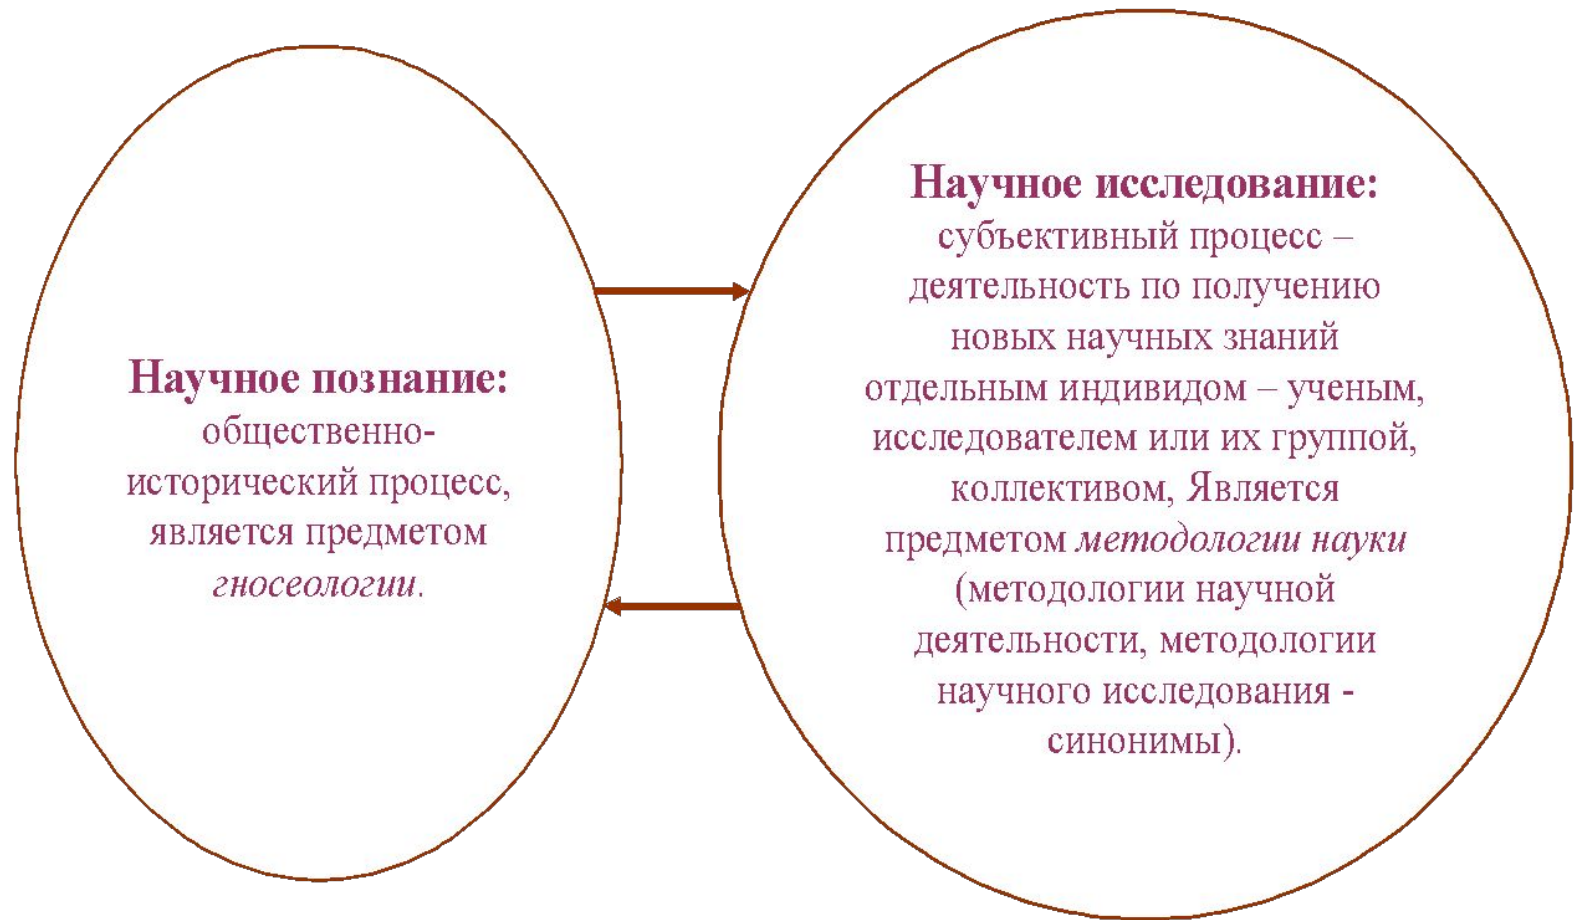 Научное познание:
общественно-
исторический процесс,
является предметом
гносеологии.
Научное исследование:
субъективный процесс –
деятельность по получению
новых научных знаний
отдельным индивидом – ученым,
исследователем или их группой,
коллективом, Является
предметом методологии науки
(методологии научной
деятельности, методологии
научного исследования -
синонимы).